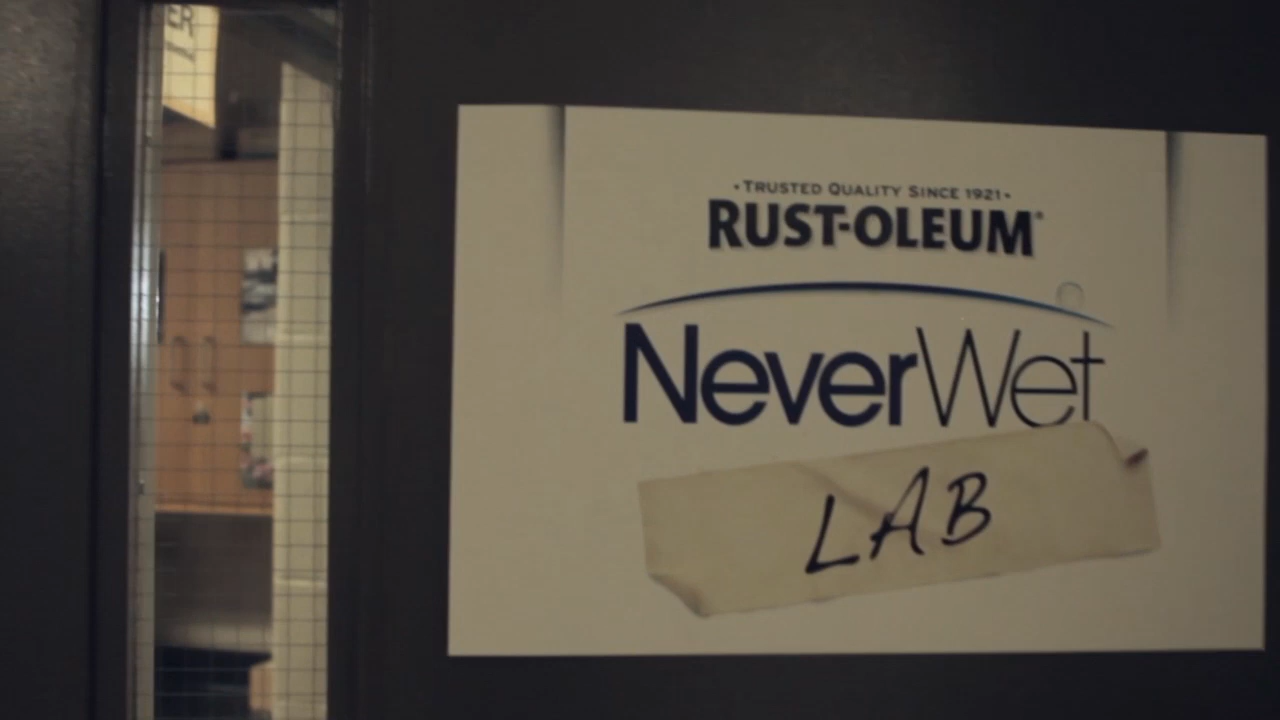 • TRUSTED QUALITY SINCE 1921 •
RUST-OLEUM®
NeverWet
LAB